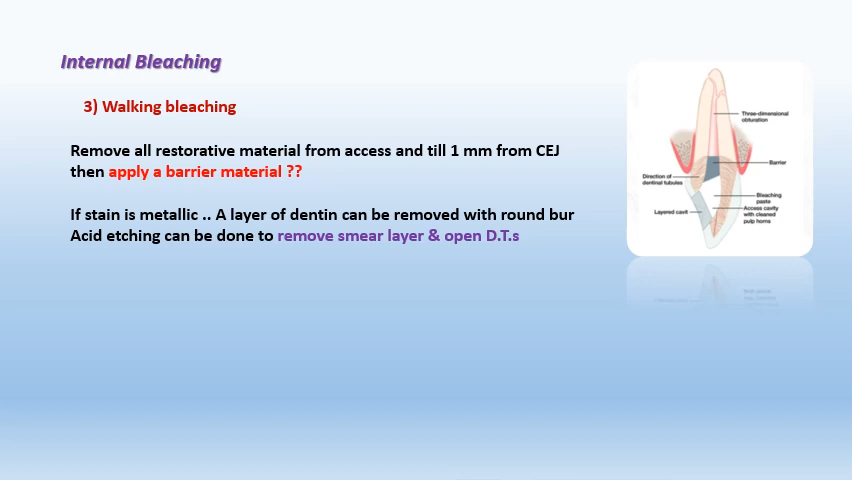 Internal Bleaching
3) Walking bleaching
Remove all restorative material from access and till 1 mm from CEJ
then apply a barrier material ??
If stain is metallic .. A layer of dentin can be removed with round bur
Acid etching can be done to remove smear layer & open D.T.s
Three-dimensional
obturation
Barrier
Direction of
dentinal tubules
Bleaching
paste
Layered cavit
Access cavity
with cleaned
pulp horns